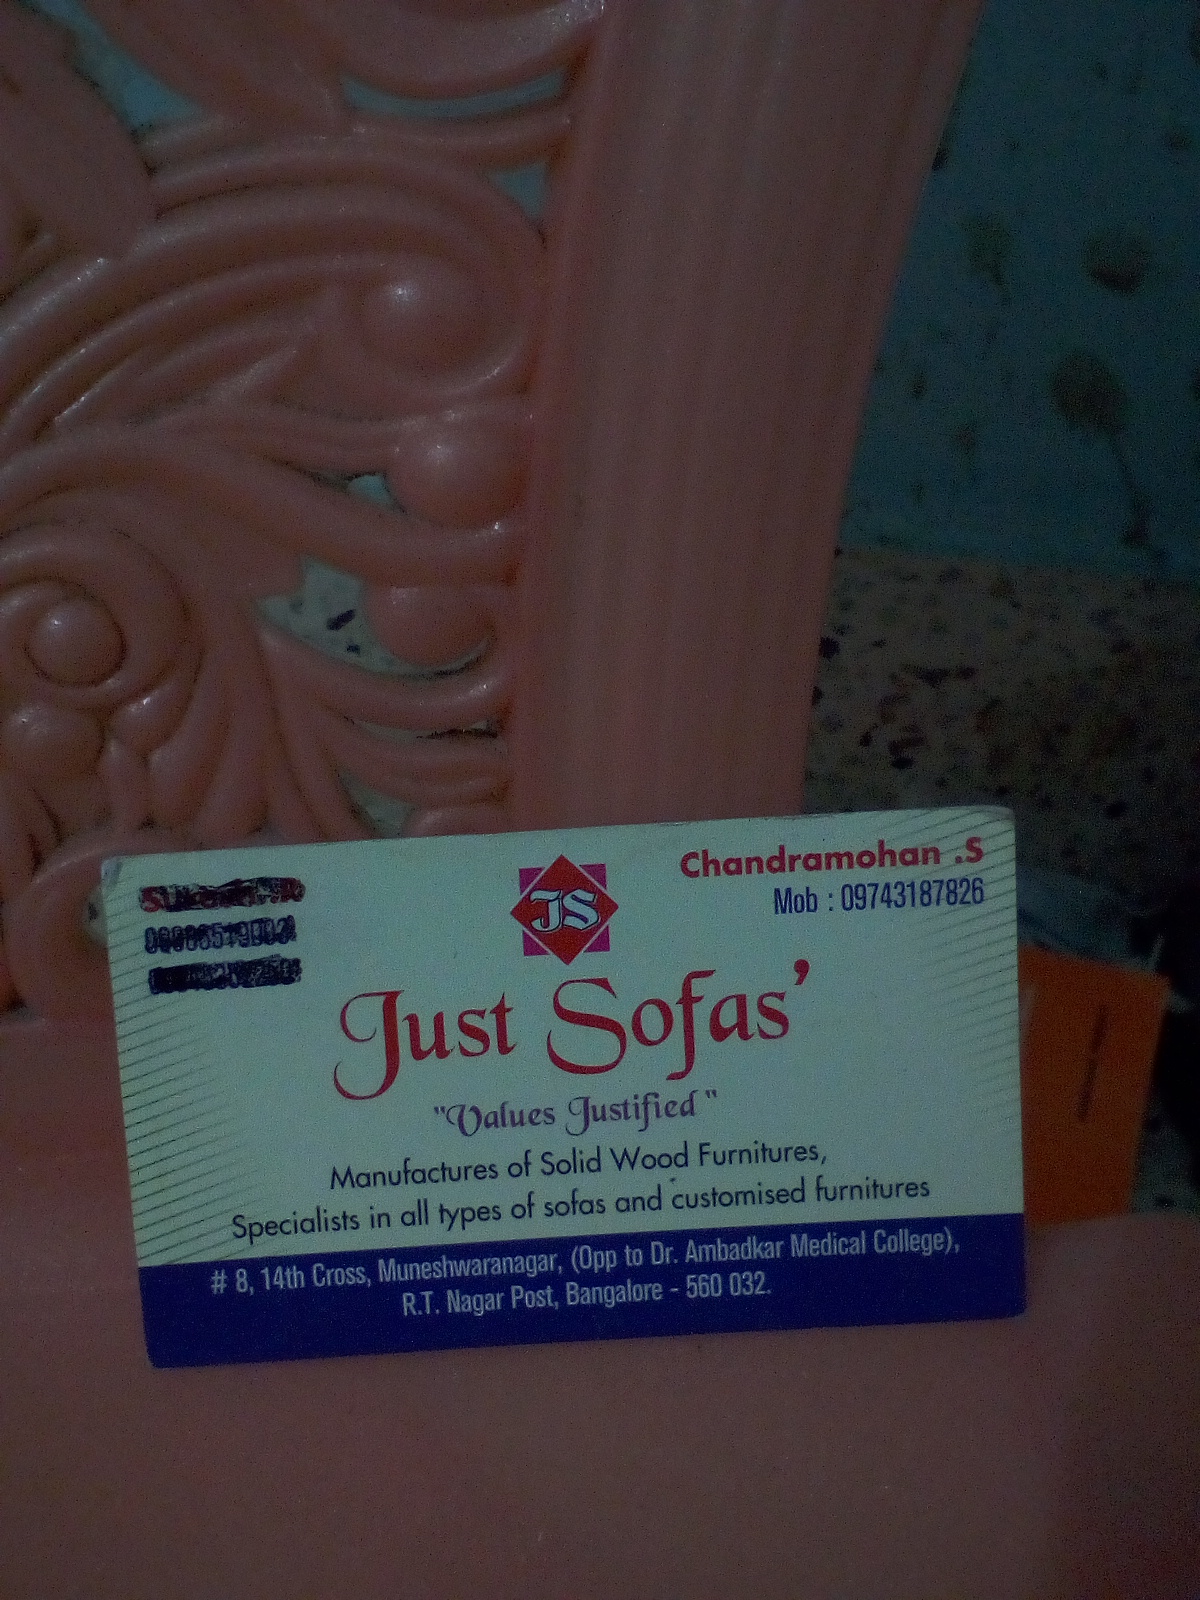 JS
Chandramohan .S
Mob : 09743187826
Just Sofas'
"Values Justified"
Manufactures of Solid Wood Furnitures,
Specialists in all types of sofas and customised furnitures
# 8, 14th Cross, Muneshwaranagar, (Opp to Dr. Ambadkar Medical College),
R.T. Nagar Post, Bangalore - 560 032.